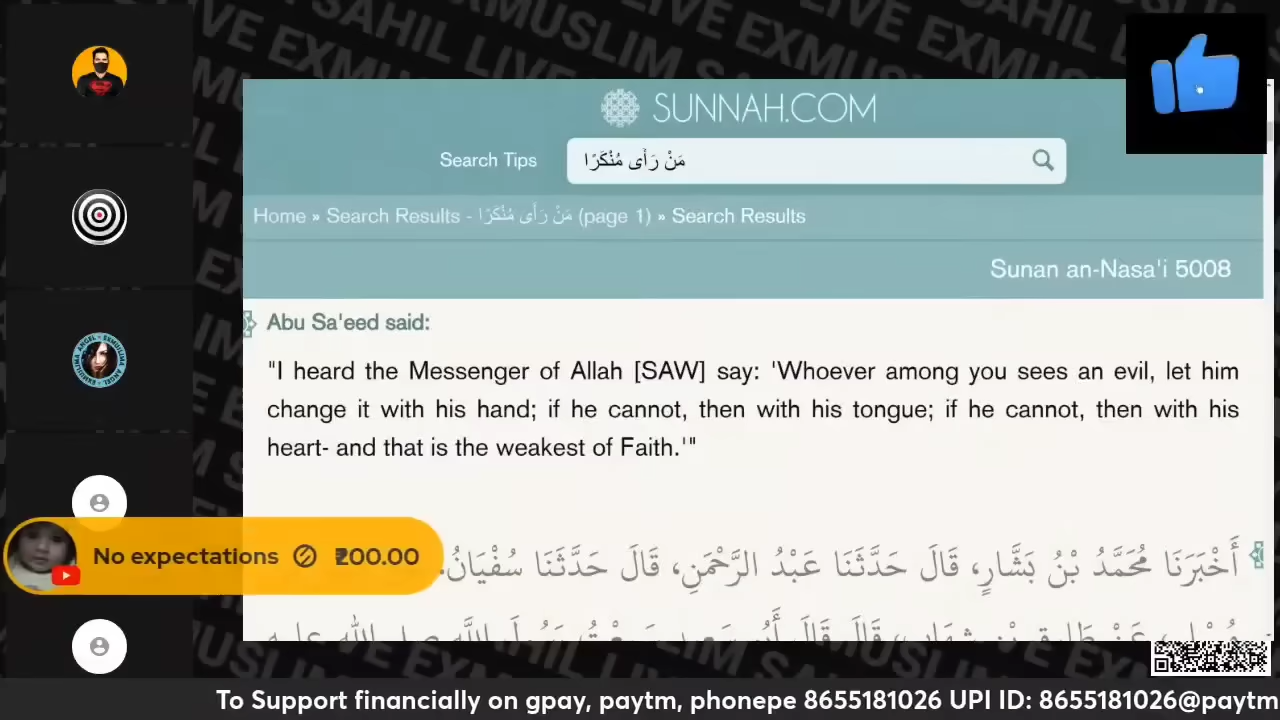 SUNNAH.COM
Search Tips
مَنْ رَأَى مُنْكَرًا
Home » Search Results - مَنْ رَأَى مُنْكَرًا (page 1) » Search Results
Sunan an-Nasa'i 5008
Abu Sa'eed said:
"I heard the Messenger of Allah [SAW] say: 'Whoever among you sees an evil, let him
change it with his hand; if he cannot, then with his tongue; if he cannot, then with his
heart- and that is the weakest of Faith.'"
أَخْبَرَنَا مُحَمَّدُ بْنُ بَشَّارٍ، قَالَ حَدَّثَنَا عَبْدُ الرَّحْمَنِ، قَالَ حَدَّثَنَا سُفْيَانُ،
No expectations 200.00
To Support financially on gpay, paytm, phonepe 8655181026 UPI ID: 8655181026@paytm